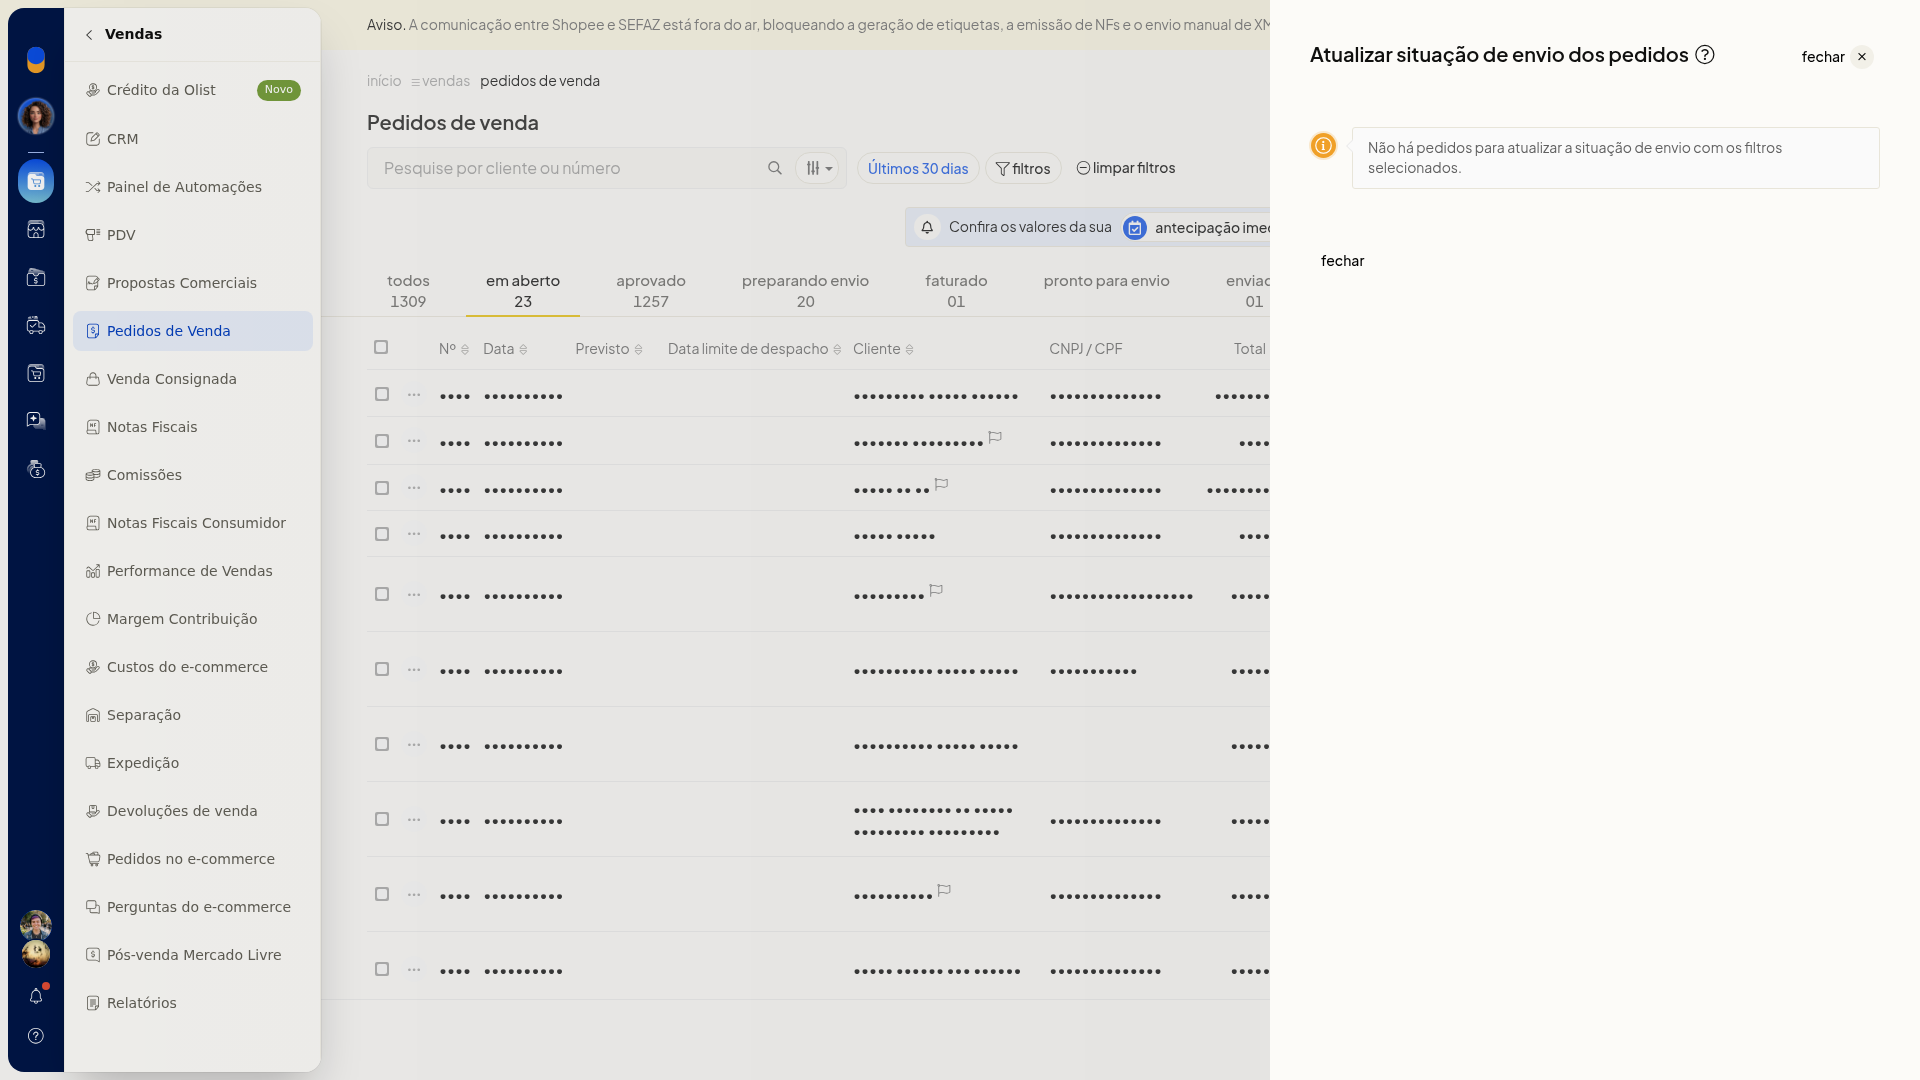 Vendas
Crédito da Olist Novo
CRM
Painel de Automações
PDV
Propostas Comerciais
Pedidos de Venda
Venda Consignada
Notas Fiscais
Comissões
Notas Fiscais Consumidor
Performance de Vendas
Margem Contribuição
Custos do e-commerce
Separação
Expedição
Devoluções de venda
Pedidos no e-commerce
Perguntas do e-commerce
Pós-venda Mercado Livre
Relatórios
Aviso. A comunicação entre Shopee e SEFAZ está fora do ar, bloqueando a geração de etiquetas, a emissão de NFs e o envio manual de
início vendas pedidos de venda
Pedidos de venda
Pesquise por cliente ou número Últimos 30 dias filtros limpar filtros
Confira os valores da sua antecipação
todos em aberto aprovado preparando envio faturado pronto para envio
1309 23 1257 20 01 01
Nº Data Previsto Data limite de despacho Cliente CNPJ / CPF Total
Atualizar situação de envio dos pedidos fechar
Não há pedidos para atualizar a situação de envio com os filtros
selecionados.
fechar